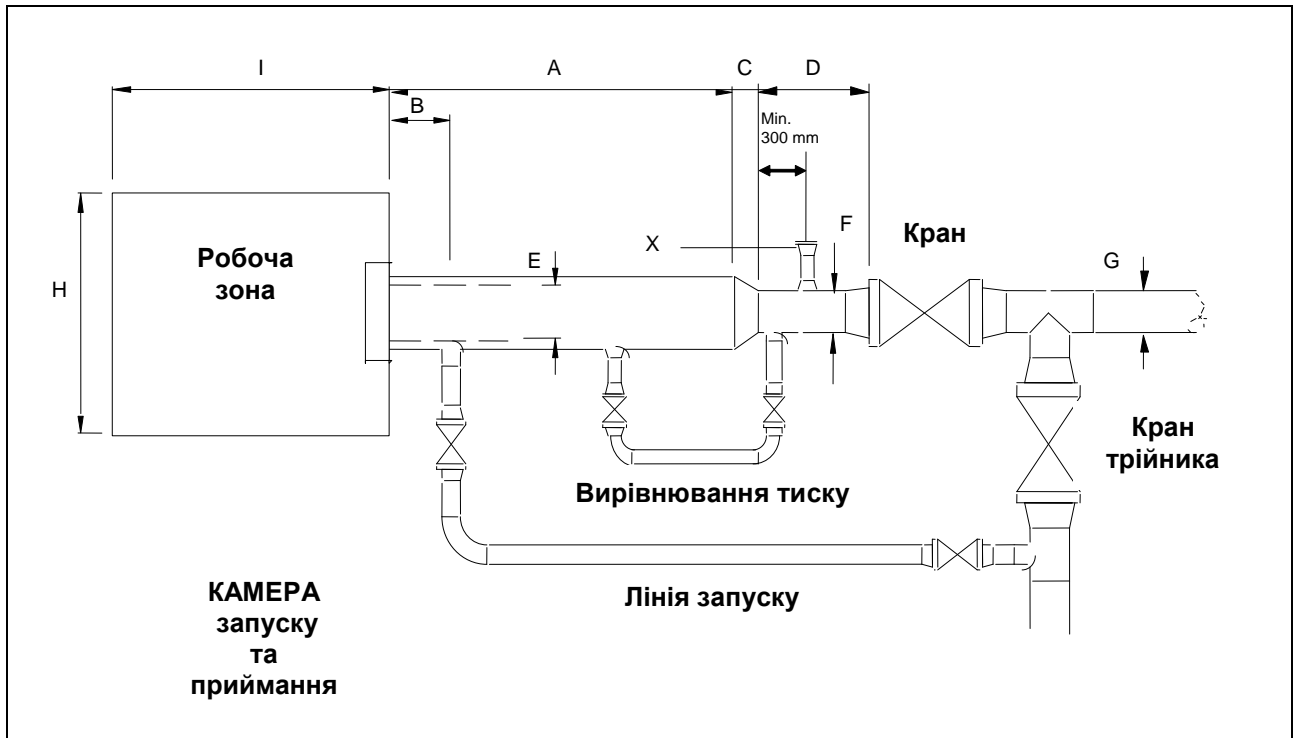 I
A
C
D
B
Min.
300 mm
X
E
F
Кран
G
H
Робоча
зона
Кран
трійника
Вирівнювання тиску
Лінія запуску
КАМЕРА
запуску
та
приймання